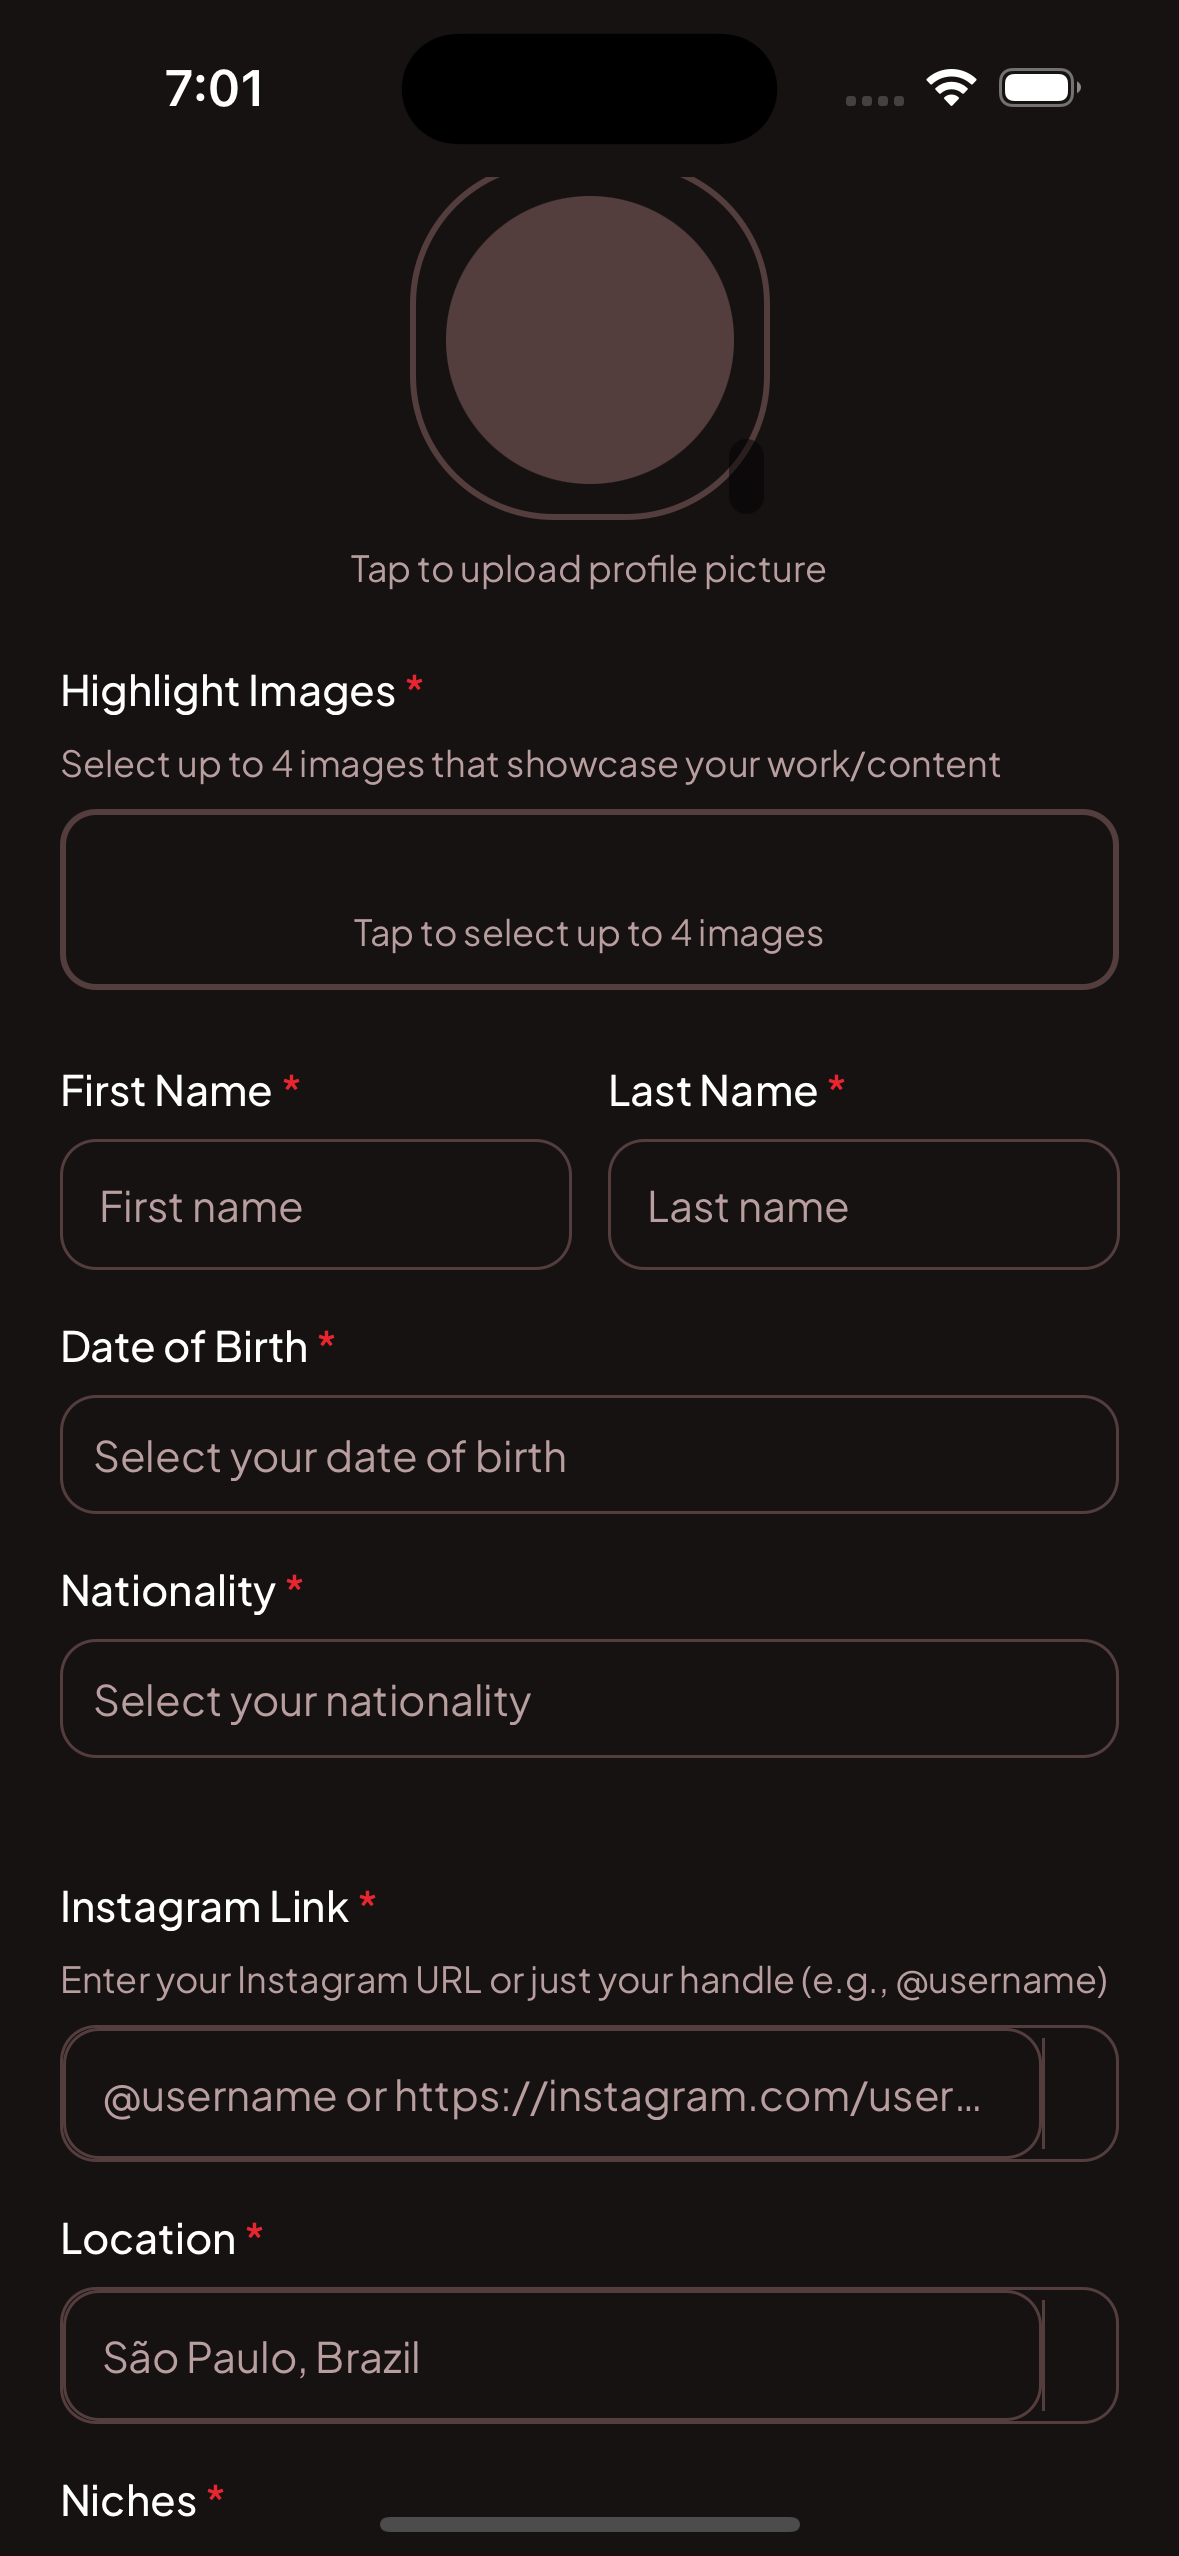 7:01
Tap to upload profile picture
Highlight Images *
Select up to 4 images that showcase your work/content
Tap to select up to 4 images
First Name *
Last Name *
First name
Last name
Date of Birth *
Select your date of birth
Nationality *
Select your nationality
Instagram Link *
Enter your Instagram URL or just your handle (e.g., @username)
@username or https://instagram.com/user...
Location *
São Paulo, Brazil
Niches *